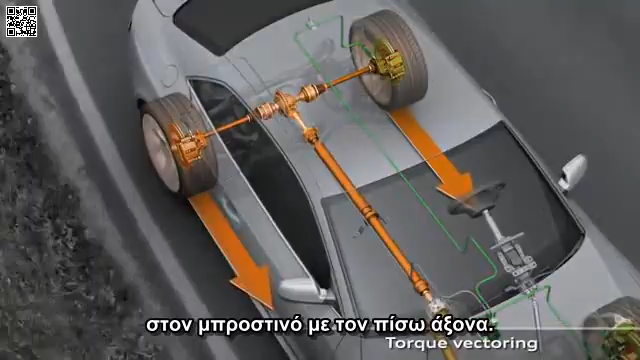 στον μπροστινό με τον πίσω άξονα.
Torque vectoring